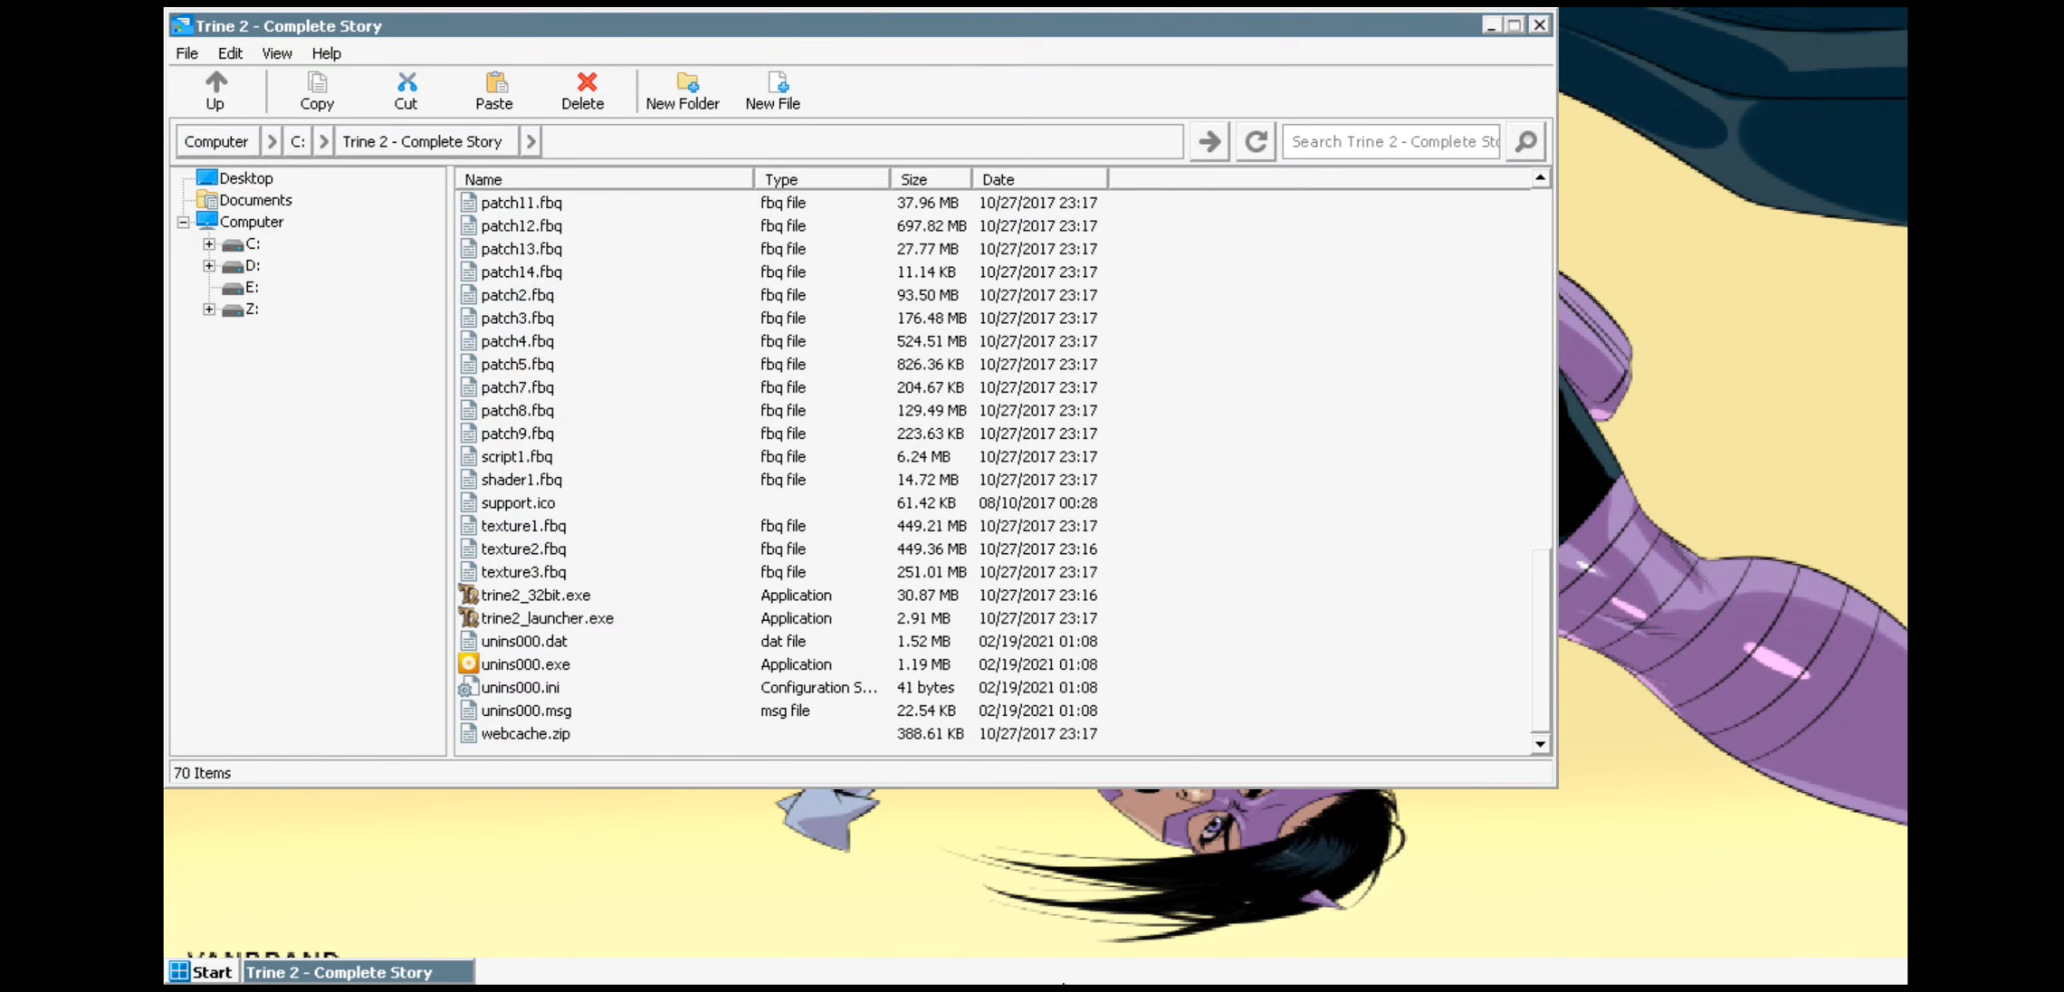 Trine 2 - Complete Story
File Edit View Help
Up Copy Cut Paste Delete New Folder New File
Computer C: Trine 2 - Complete Story Search Trine 2 - Complete Sto
Desktop
Documents
Computer
C:
D:
E:
Z:
Name Type Size Date
patch11.fbq fbq file 37.96 MB 10/27/2017 23:17
patch12.fbq fbq file 697.82 MB 10/27/2017 23:17
patch13.fbq fbq file 27.77 MB 10/27/2017 23:17
patch14.fbq fbq file 11.14 KB 10/27/2017 23:17
patch2.fbq fbq file 93.50 MB 10/27/2017 23:17
patch3.fbq fbq file 176.48 MB 10/27/2017 23:17
patch4.fbq fbq file 524.51 MB 10/27/2017 23:17
patch5.fbq fbq file 826.36 KB 10/27/2017 23:17
patch7.fbq fbq file 204.67 KB 10/27/2017 23:17
patch8.fbq fbq file 129.49 MB 10/27/2017 23:17
patch9.fbq fbq file 223.63 KB 10/27/2017 23:17
script1.fbq fbq file 6.24 MB 10/27/2017 23:17
shader1.fbq fbq file 14.72 MB 10/27/2017 23:17
support.ico 61.42 KB 08/10/2017 00:28
texture1.fbq fbq file 449.21 MB 10/27/2017 23:17
texture2.fbq fbq file 449.36 MB 10/27/2017 23:16
texture3.fbq fbq file 251.01 MB 10/27/2017 23:17
trine2_32bit.exe Application 30.87 MB 10/27/2017 23:16
trine2_launcher.exe Application 2.91 MB 10/27/2017 23:17
unins000.dat dat file 1.52 MB 02/19/2021 01:08
unins000.exe Application 1.19 MB 02/19/2021 01:08
unins000.ini Configuration S... 41 bytes 02/19/2021 01:08
unins000.msg msg file 22.54 KB 02/19/2021 01:08
webcache.zip 388.61 KB 10/27/2017 23:17
70 Items
Start Trine 2 - Complete Story